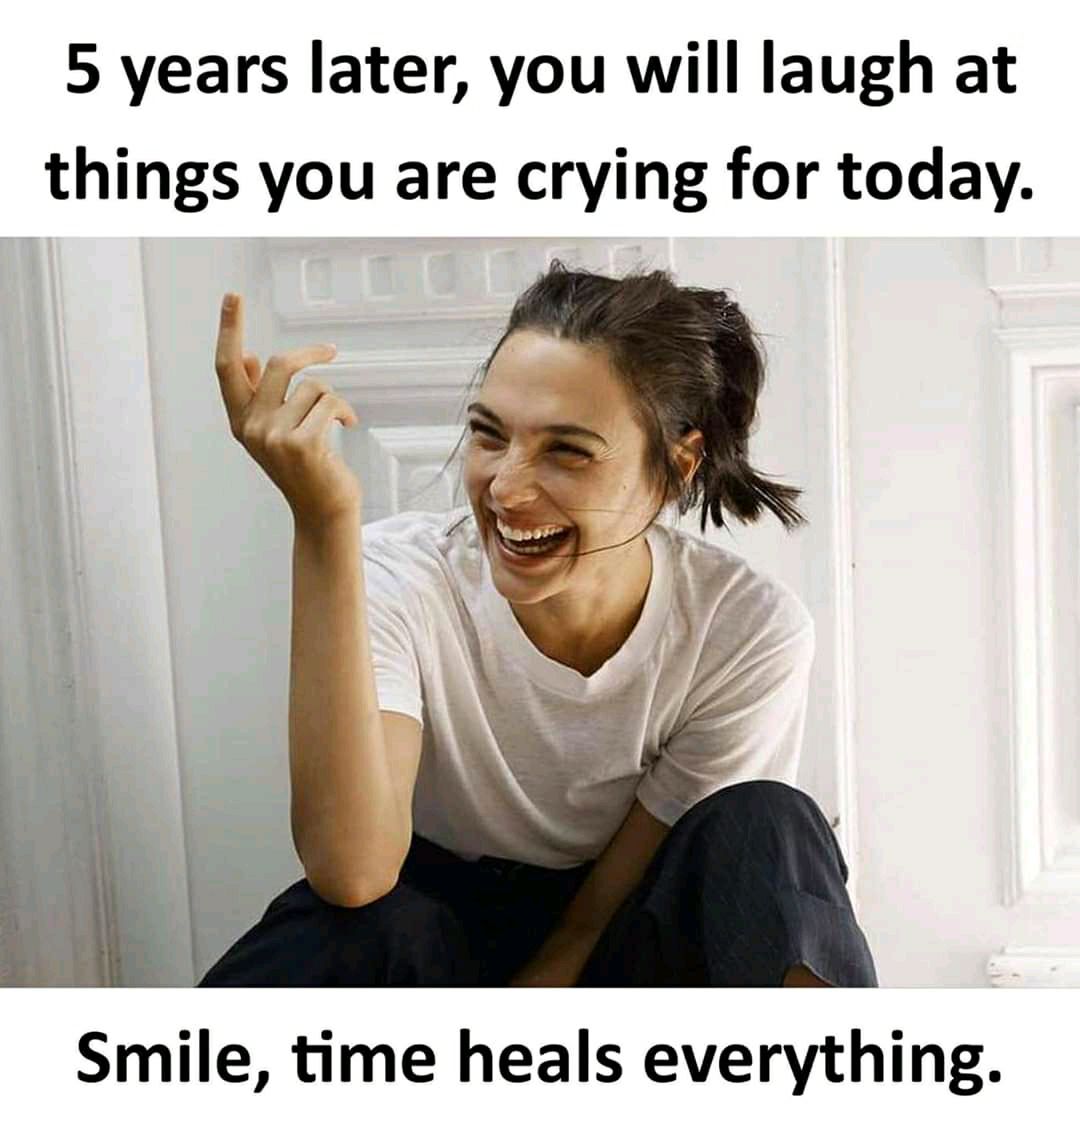 5 years later, you will laugh at
things you are crying for today.
Smile, time heals everything.